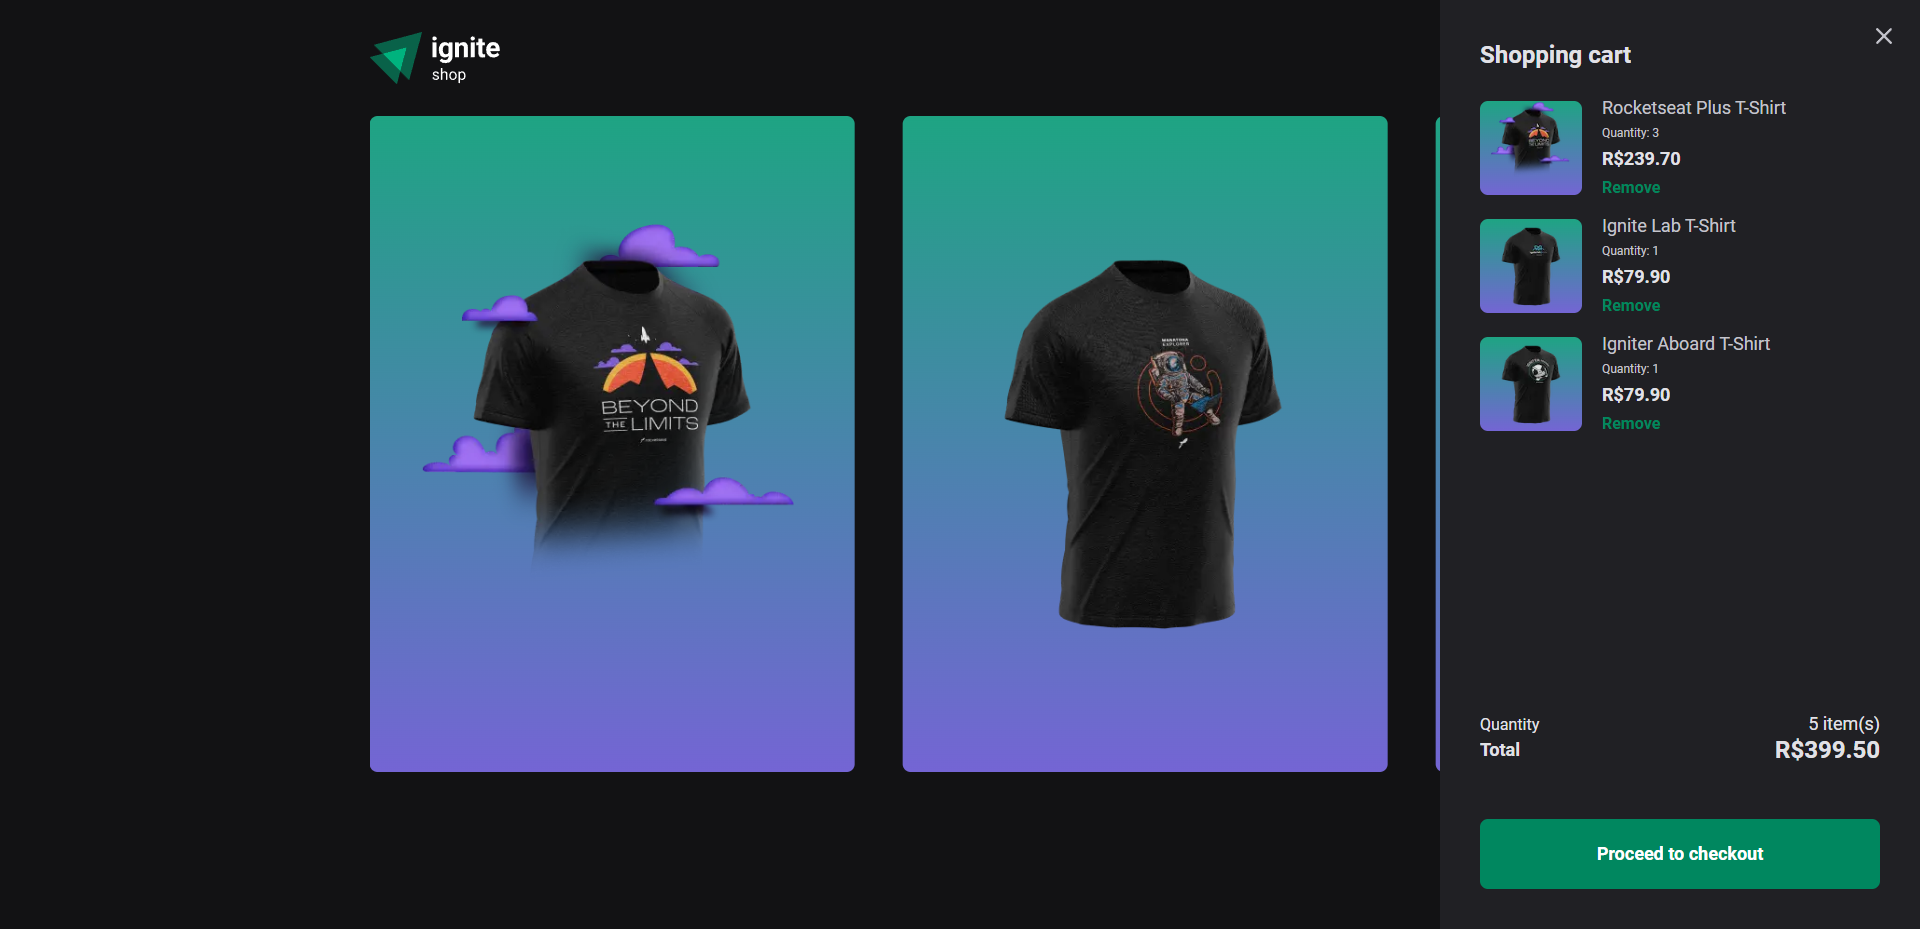 ignite
shop
BEYOND
THE LIMITS
MARATONA
EXPLORER
Shopping cart
Rocketseat Plus T-Shirt
Quantity: 3
R$239.70
Remove
Ignite Lab T-Shirt
Quantity: 1
R$79.90
Remove
Igniter Aboard T-Shirt
Quantity: 1
R$79.90
Remove
Quantity 5 item(s)
Total R$399.50
Proceed to checkout